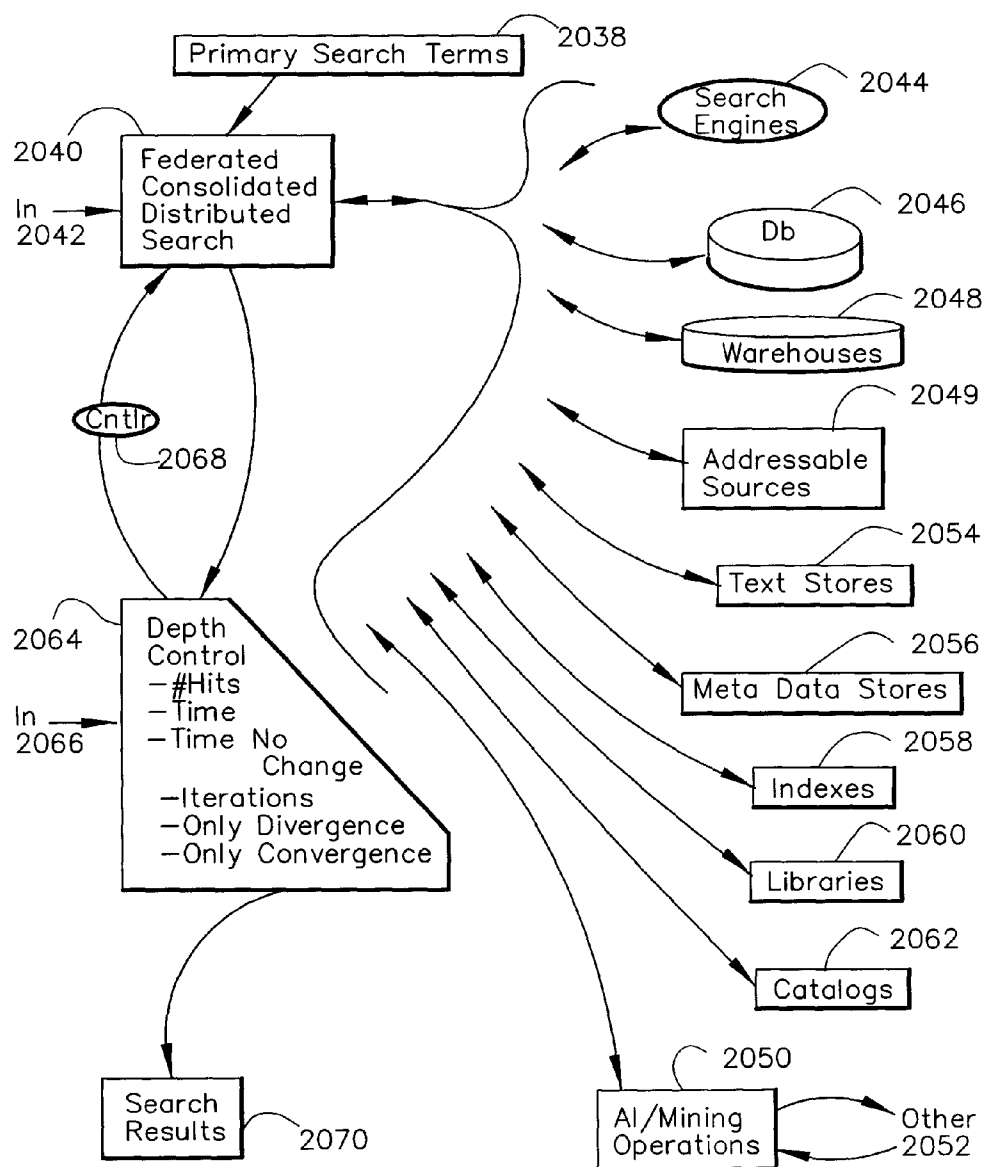 Primary Search Terms
2038
2040
Federated
Consolidated
Distributed
Search
In
2042
Search
Engines
2044
Db
2046
Warehouses
2048
Cntlr
2068
Addressable
Sources
2049
Text Stores
2054
2064
Depth
Control
-#Hits
-Time
-Time No
Change
-Iterations
-Only Divergence
-Only Convergence
In
2066
Meta Data Stores
2056
Indexes
2058
Libraries
2060
Catalogs
2062
Search
Results
2070
AI/Mining
Operations
2050
Other
2052